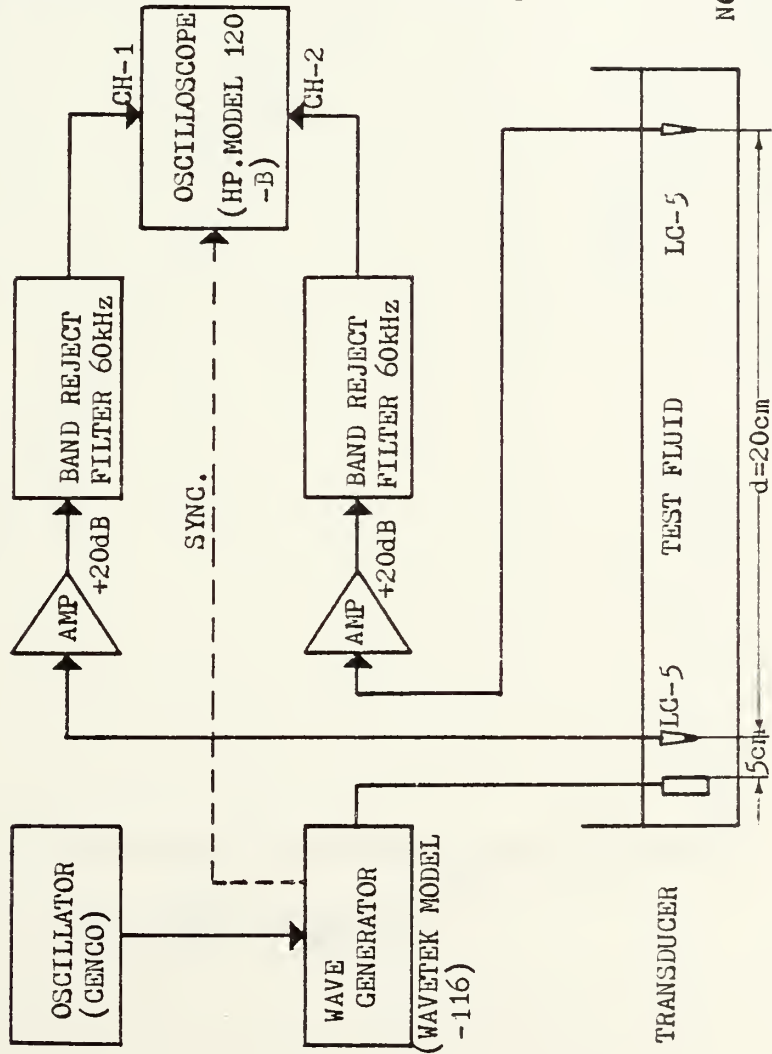 OSCILLATOR
(CENCO)
WAVE
GENERATOR
(WAVETEK MODEL
-116)
TRANSDUCER
AMP
+20dB
BAND REJECT
FILTER 60kHz
CH-1
OSCILLOSCOPE
(HP.MODEL 120
-B)
CH-2
SYNC.
AMP
+20dB
BAND REJECT
FILTER 60kHz
LC-5
TEST FLUID
LC-5
5cm
d=20cm